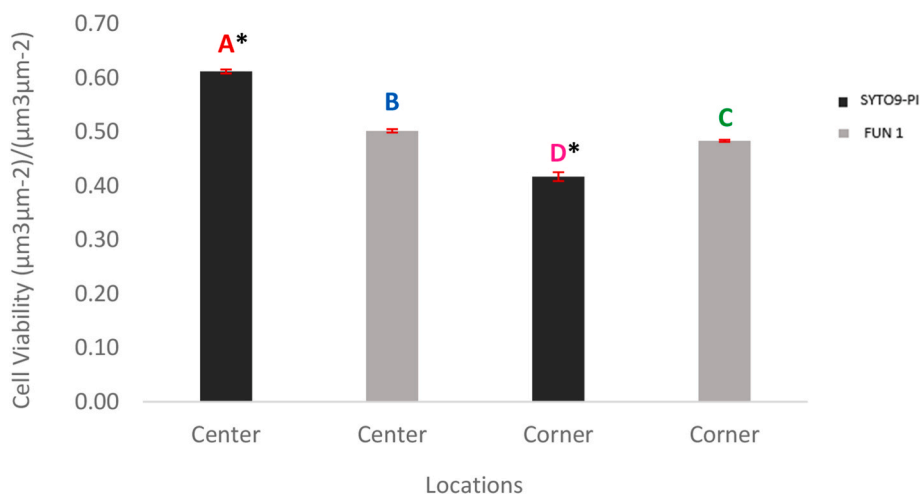 Cell Viability (µm3µm-2)/(µm3µm-2)
0.70
0.60
0.50
0.40
0.30
0.20
0.10
0.00
A*
B
D*
C
Center
Center
Corner
Corner
Locations
SYTO9-PI
FUN 1